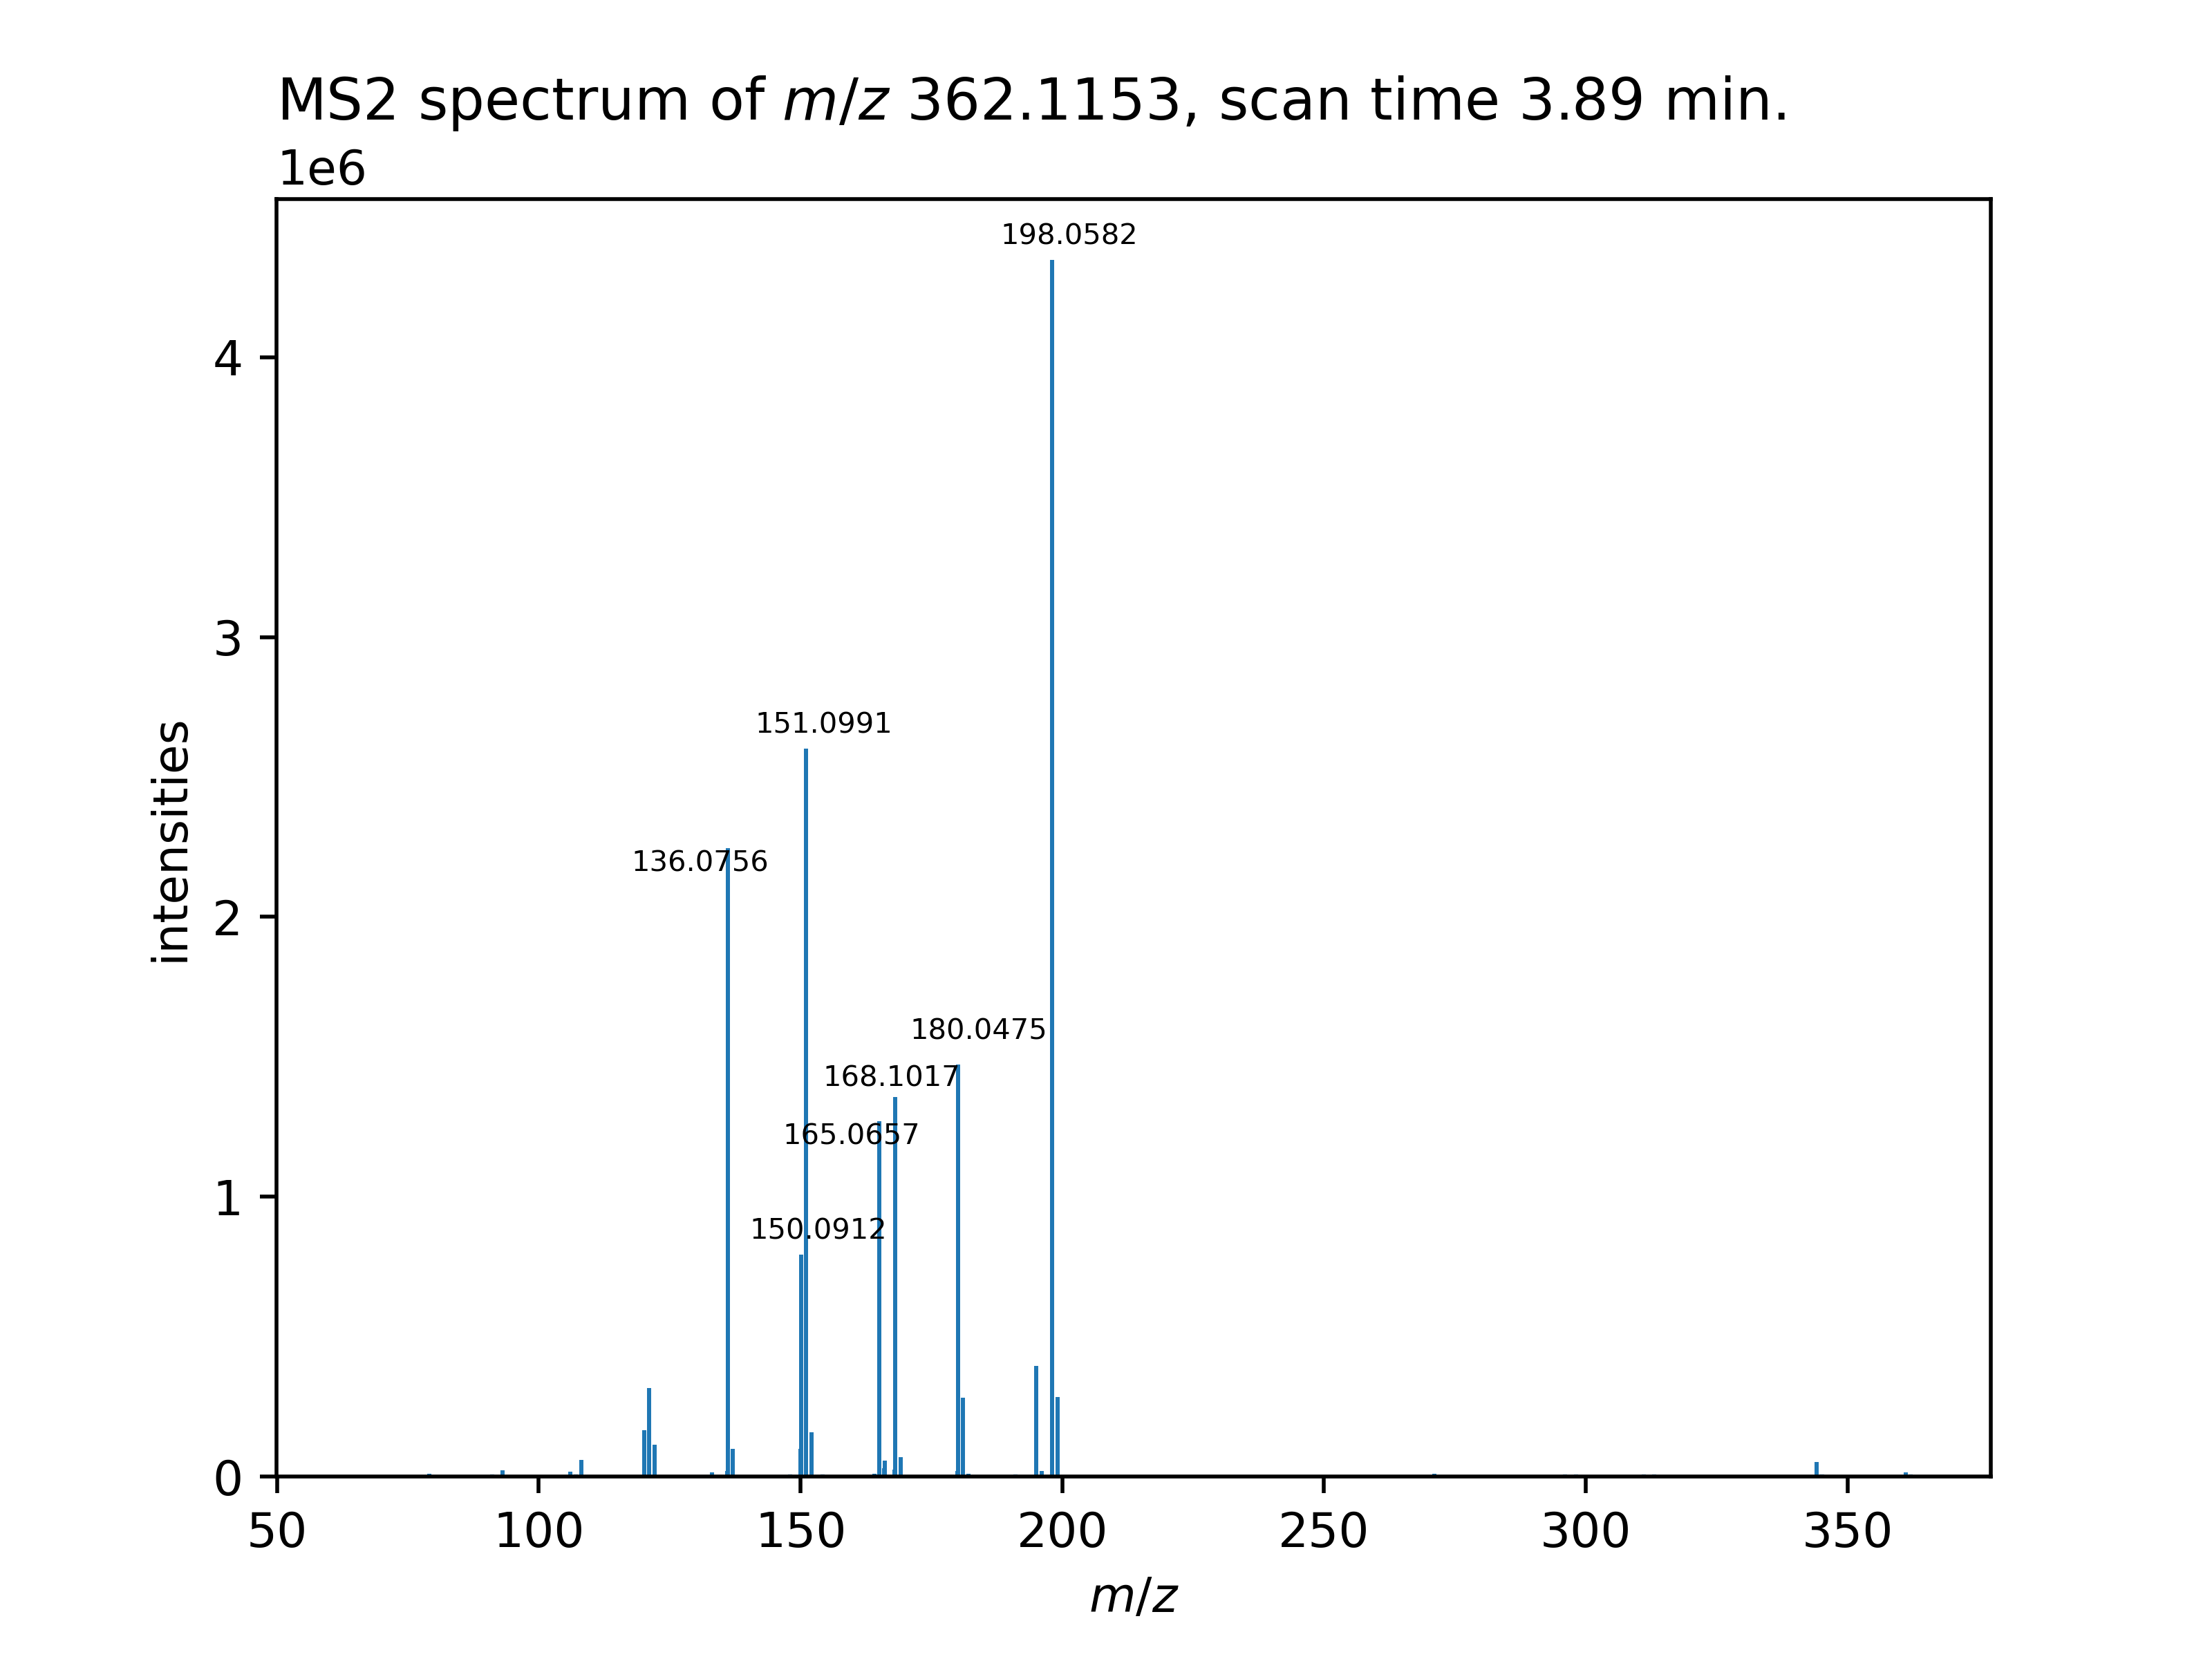 MS2 spectrum of m/z 362.1153, scan time 3.89 min.
1e6
198.0582
4
3
151.0991
136.0756
2
180.0475
168.1017
165.0657
1
150.0912
0
intensities
50 100 150 200 250 300 350
m/z